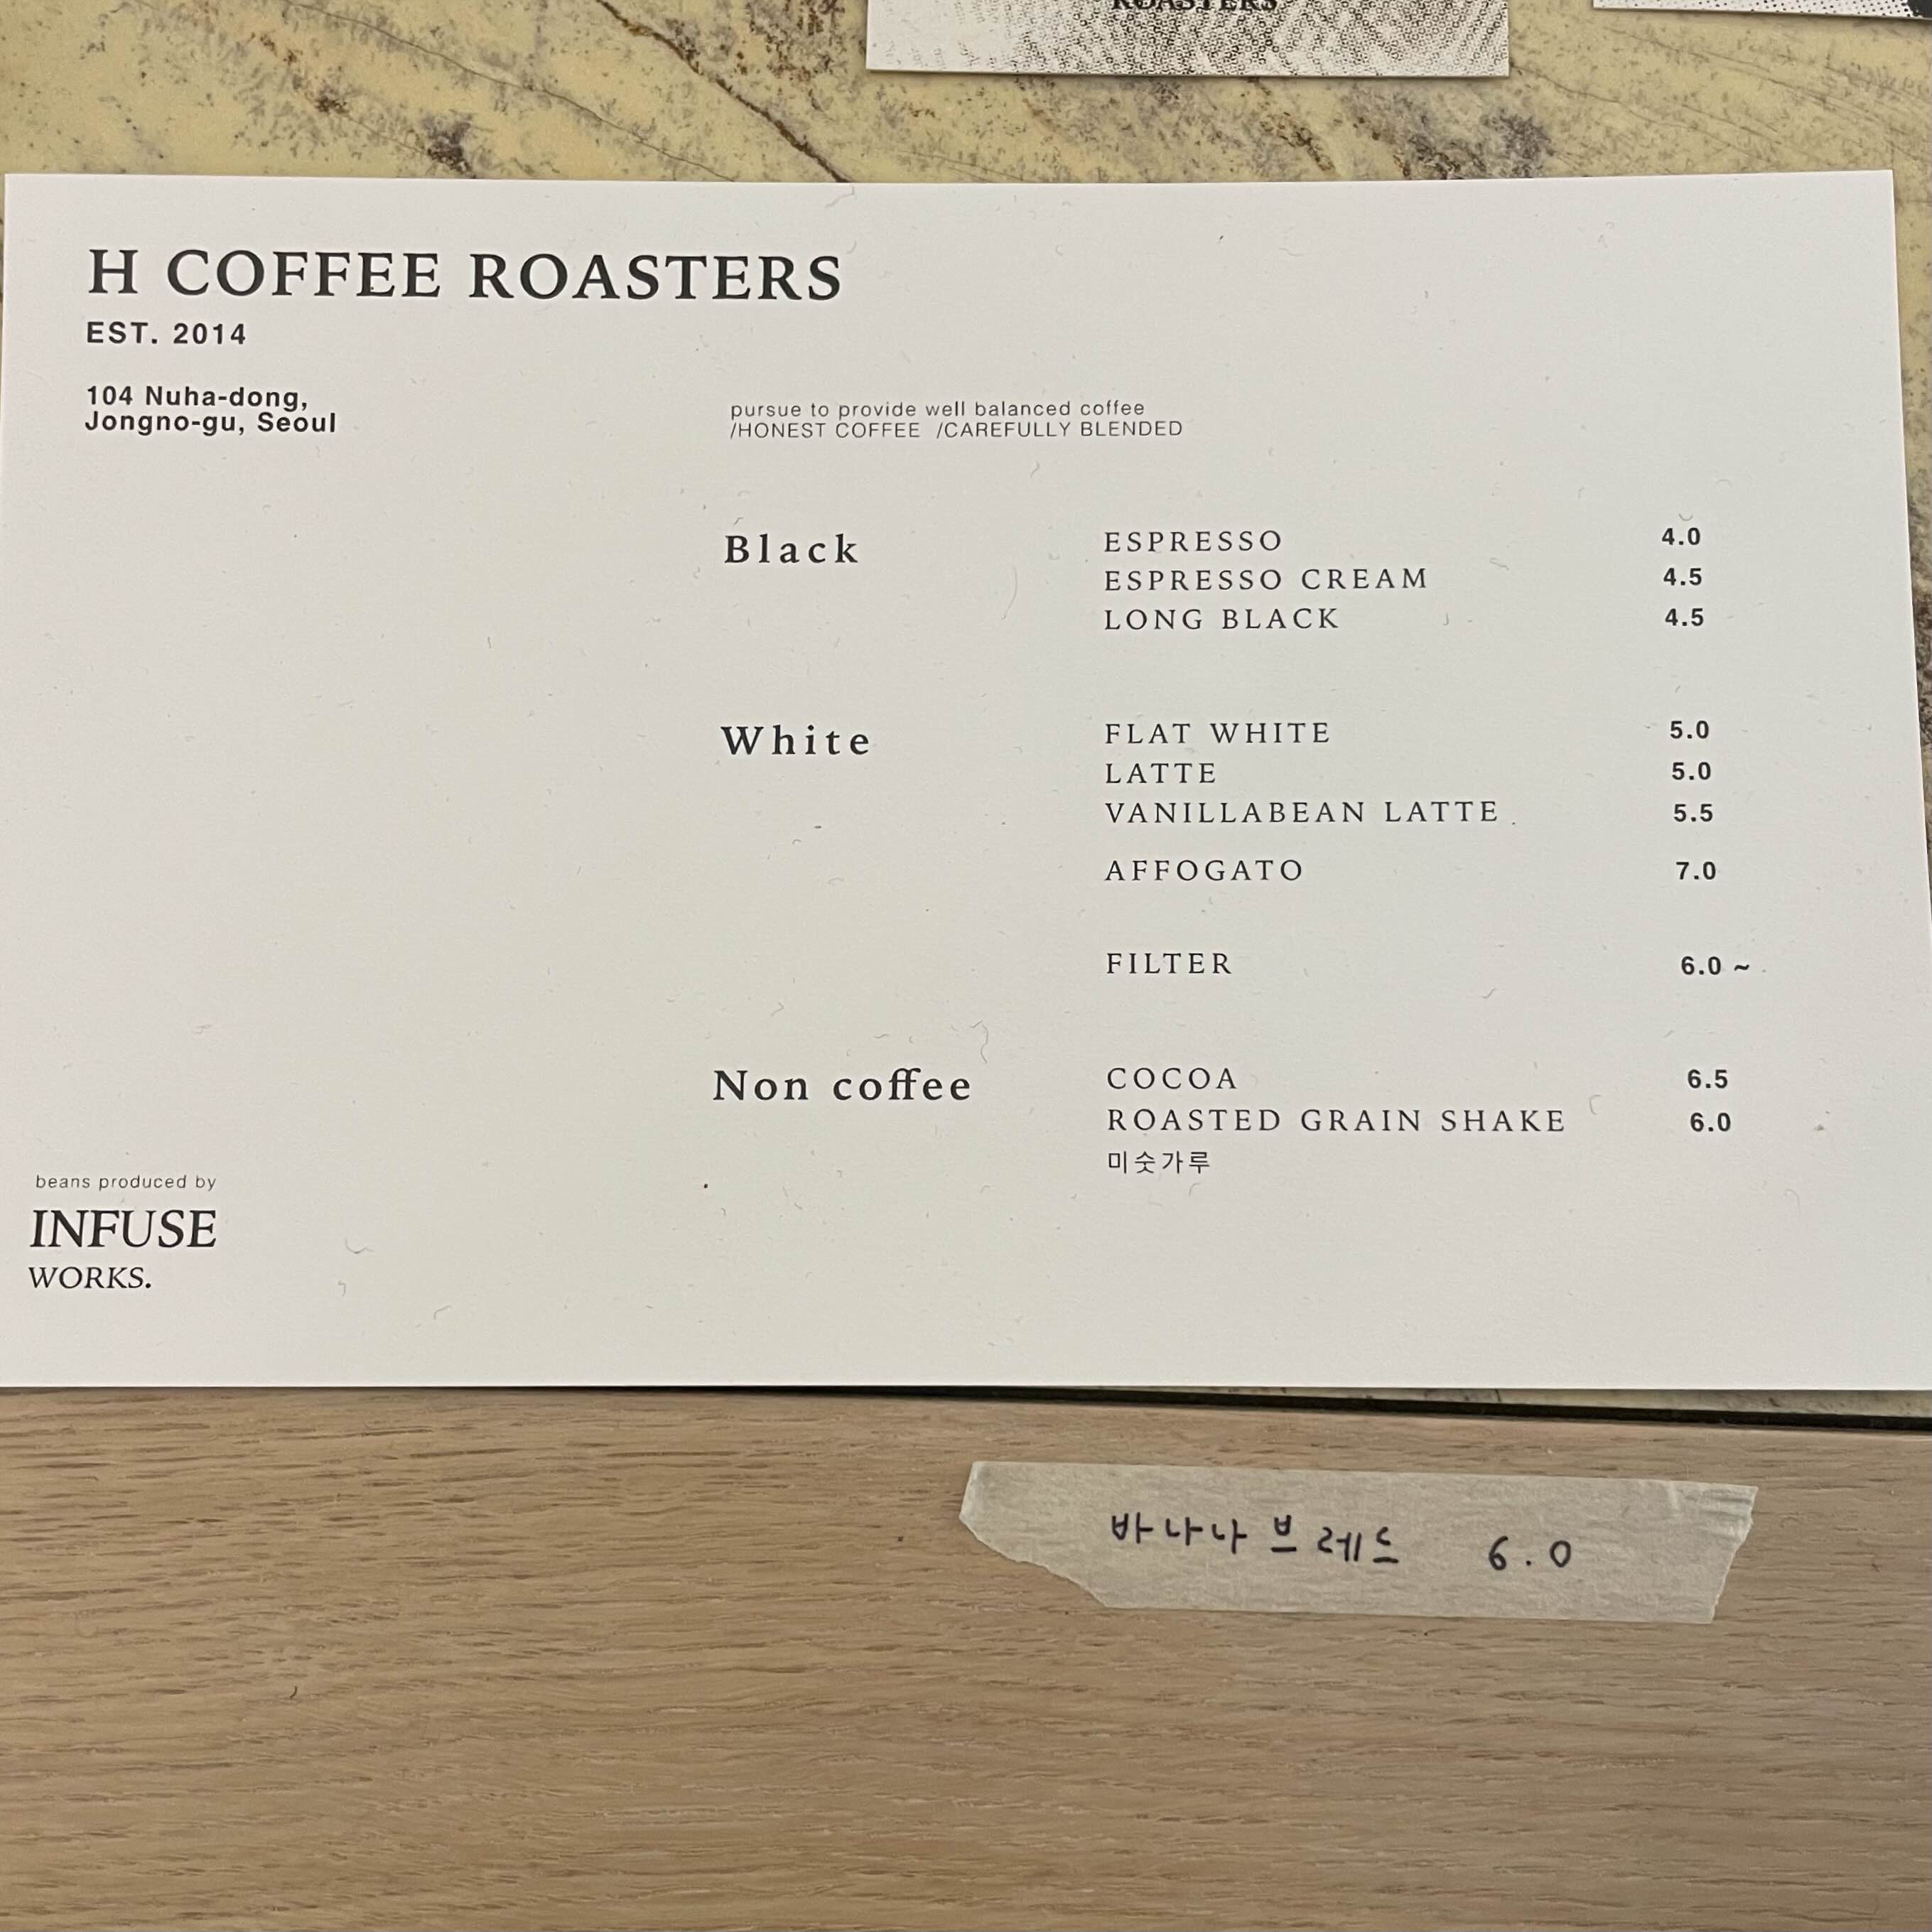 ROASTERS
H COFFEE ROASTERS
EST. 2014
104 Nuha-dong,
Jongno-gu, Seoul
pursue to provide well balanced coffee
/HONEST COFFEE /CAREFULLY BLENDED
Black
ESPRESSO 4.0
ESPRESSO CREAM 4.5
LONG BLACK 4.5
White
FLAT WHITE 5.0
LATTE 5.0
VANILLABEAN LATTE 5.5
AFFOGATO 7.0
FILTER 6.0 ~
Non coffee
COCOA 6.5
ROASTED GRAIN SHAKE 6.0
미숫가루
beans produced by
INFUSE
WORKS.
바나나 브레드 6.0